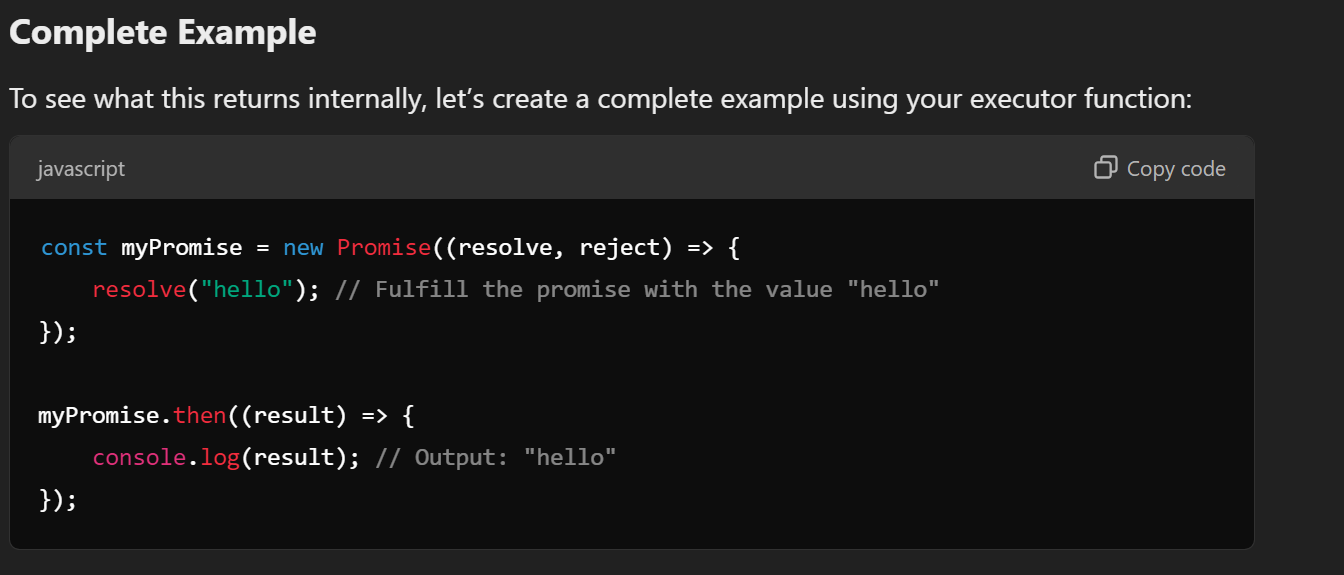 Complete Example
To see what this returns internally, let’s create a complete example using your executor function:
javascript
Copy code
const myPromise = new Promise((resolve, reject) => {
    resolve("hello"); // Fulfill the promise with the value "hello"
});
myPromise.then((result) => {
    console.log(result); // Output: "hello"
});